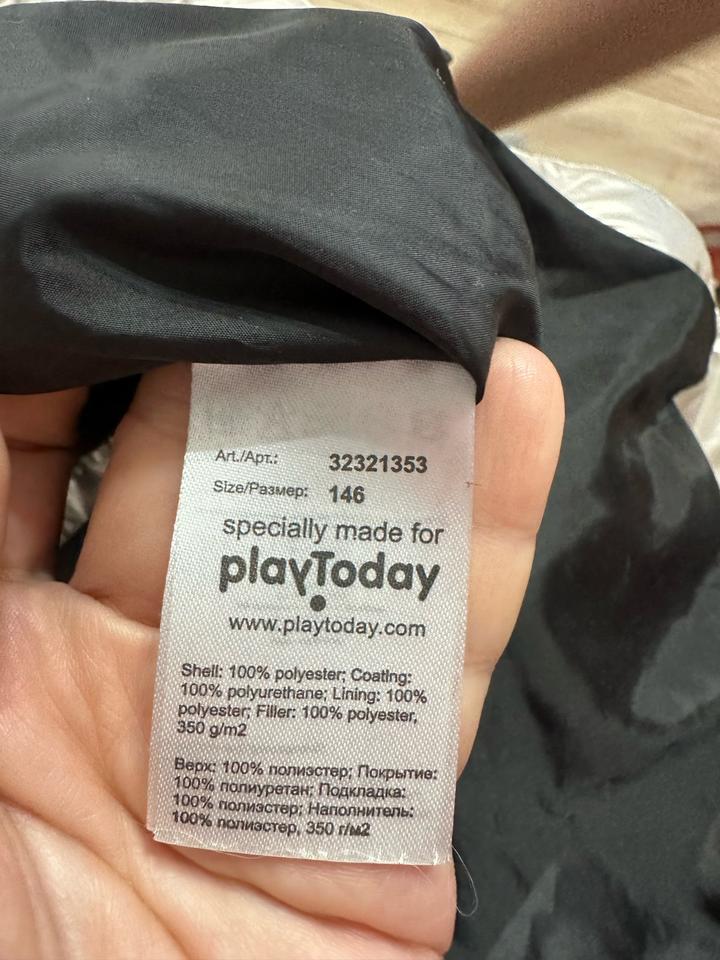 Art./Арт.: 32321353
Size/Размер: 146
specially made for
playToday
www.playtoday.com
Shell: 100% polyester; Coating:
100% polyurethane; Lining: 100%
polyester; Filler: 100% polyester,
350 g/m2
Верх: 100% полиэстер; Покрытие:
100% полиуретан; Подкладка:
100% полиэстер; Наполнитель:
100% полиэстер, 350 г/м2